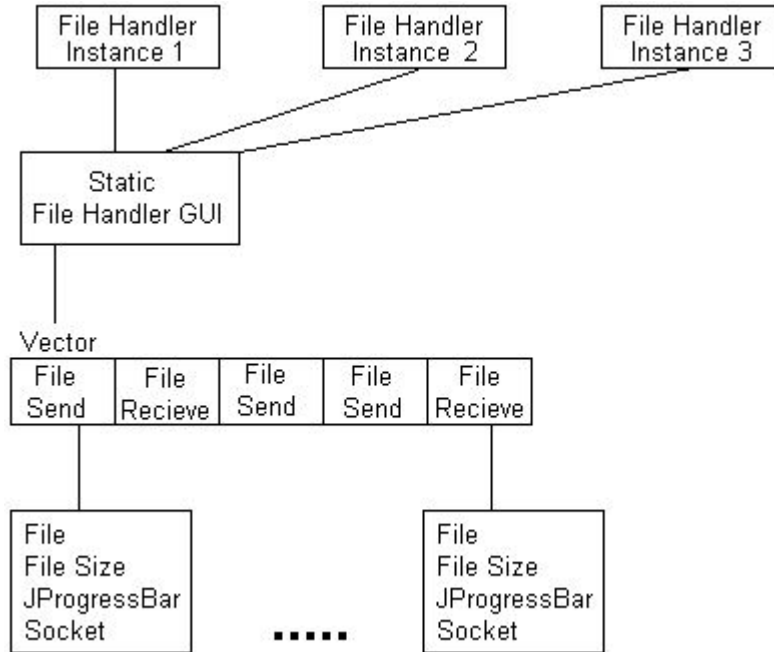 File Handler
Instance 1
File Handler
Instance 2
File Handler
Instance 3
Static
File Handler GUI
Vector
File
Send
File
Recieve
File
Send
File
Send
File
Recieve
File
File Size
JProgressBar
Socket
.....
File
File Size
JProgressBar
Socket